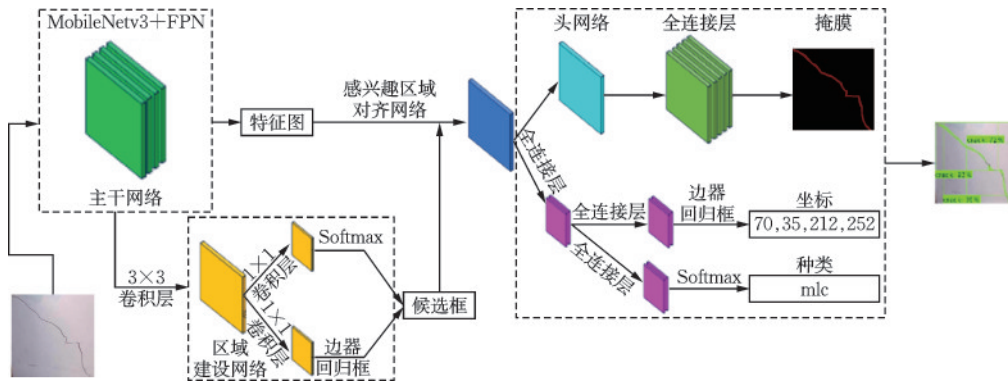 MobileNetv3+FPN
主干网络
3×3
卷积层
特征图
感兴趣区域
对齐网络
1×1
卷积层
Softmax
1×1
卷积层
边器
回归框
区域
建设网络
候选框
头网络
全连接层
掩膜
全连接层
全连接层
边器
回归框
坐标
70,35,212,252
全连接层
Softmax
种类
mlc